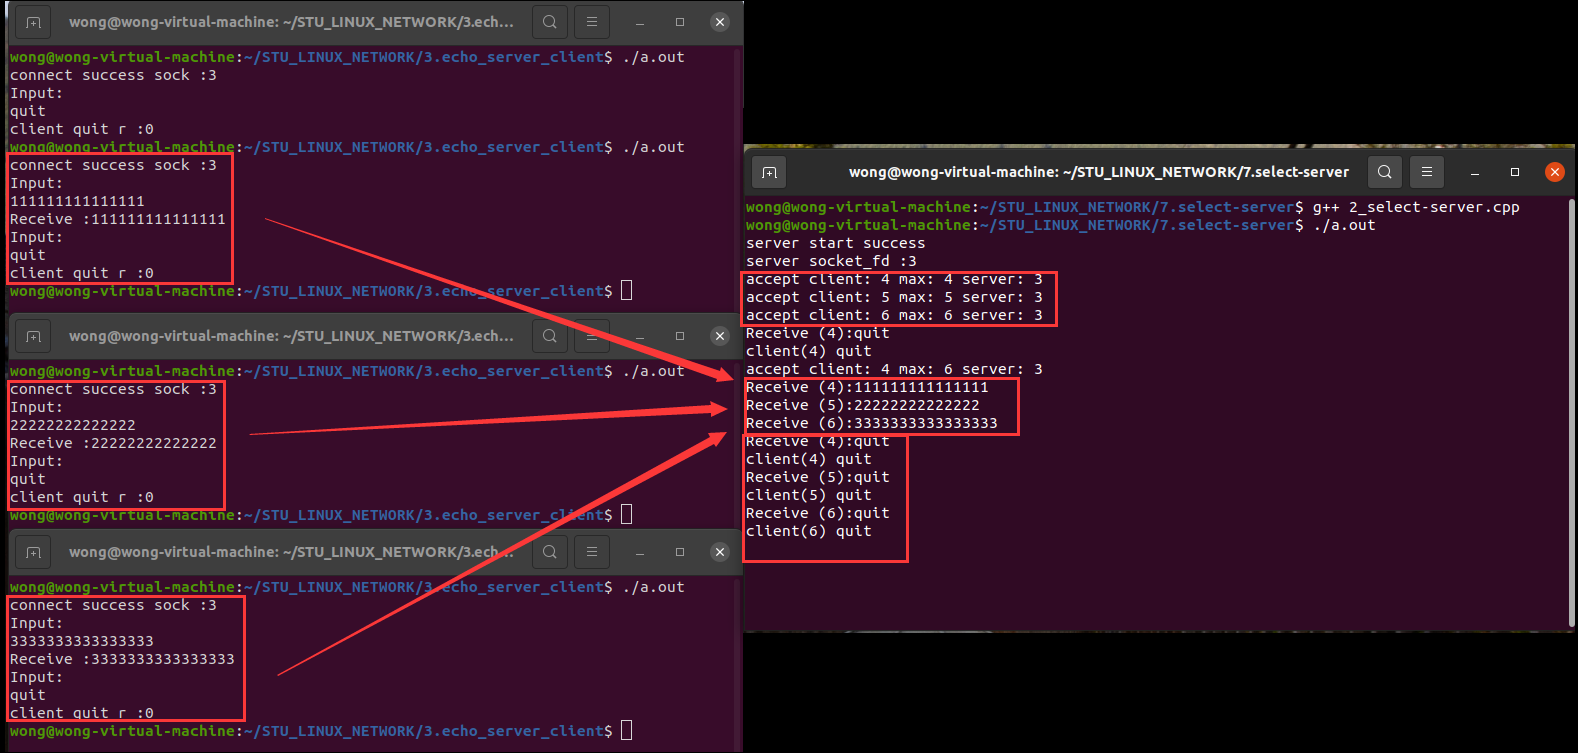 wong@wong-virtual-machine: ~/STU_LINUX_NETWORK/3.ec...
wong@wong-virtual-machine:~/STU_LINUX_NETWORK/3.echo_server_client$ ./a.out
connect success sock :3
Input:
quit
client quit r :0
wong@wong-virtual-machine:~/STU_LINUX_NETWORK/3.echo_server_client$ ./a.out
connect success sock :3
Input:
111111111111111
Receive :111111111111111
Input:
quit
client quit r :0
wong@wong-virtual-machine:~/STU_LINUX_NETWORK/3.echo_server_client$
wong@wong-virtual-machine: ~/STU_LINUX_NETWORK/3.ech...
wong@wong-virtual-machine:~/STU_LINUX_NETWORK/3.echo_server_client$ ./a.out
connect success sock :3
Input:
22222222222222
Receive :22222222222222
Input:
quit
client quit r :0
wong@wong-virtual-machine:~/STU_LINUX_NETWORK/3.echo_server_client$
wong@wong-virtual-machine: ~/STU_LINUX_NETWORK/3.ech...
wong@wong-virtual-machine:~/STU_LINUX_NETWORK/3.echo_server_client$ ./a.out
connect success sock :3
Input:
3333333333333333
Receive :3333333333333333
Input:
quit
client quit r :0
wong@wong-virtual-machine:~/STU_LINUX_NETWORK/3.echo_server_client$
wong@wong-virtual-machine: ~/STU_LINUX_NETWORK/7.select-server
wong@wong-virtual-machine:~/STU_LINUX_NETWORK/7.select-server$ g++ 2_select-server.cpp
wong@wong-virtual-machine:~/STU_LINUX_NETWORK/7.select-server$ ./a.out
server start success
server socket_fd :3
accept client: 4 max: 4 server: 3
accept client: 5 max: 5 server: 3
accept client: 6 max: 6 server: 3
Receive (4):quit
client(4) quit
accept client: 4 max: 6 server: 3
Receive (4):111111111111111
Receive (5):22222222222222
Receive (6):3333333333333333
Receive (4):quit
client(4) quit
Receive (5):quit
client(5) quit
Receive (6):quit
client(6) quit